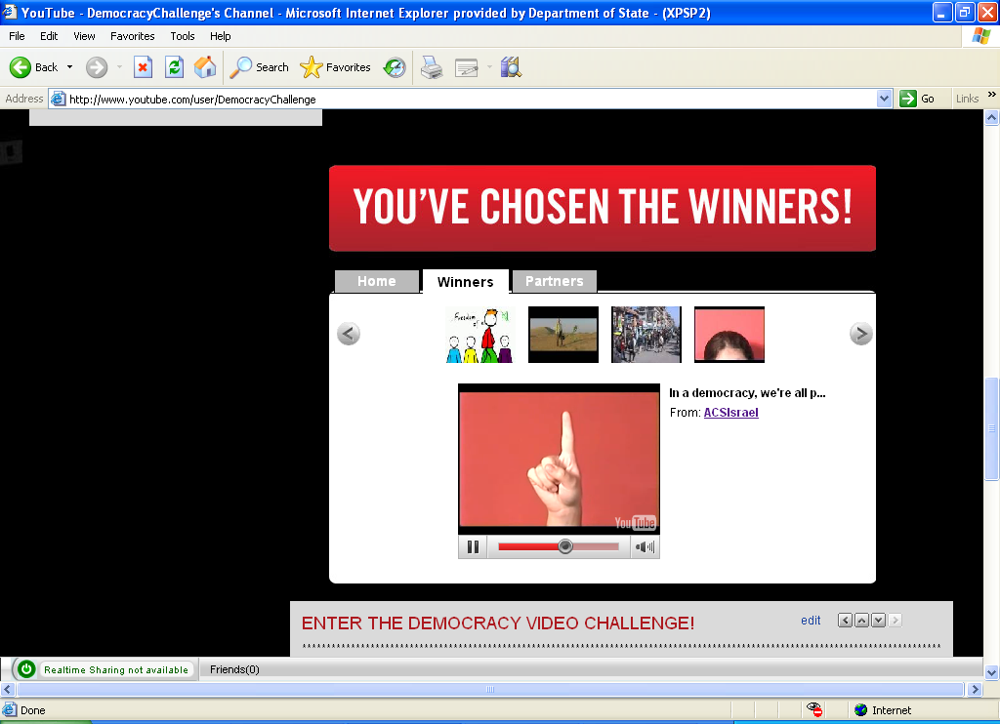 YouTube - DemocracyChallenge's Channel - Microsoft Internet Explorer provided by Department of State - (XPSP2)
File Edit View Favorites Tools Help
Back Search Favorites
Address http://www.youtube.com/user/DemocracyChallenge Go Links »
YOU'VE CHOSEN THE WINNERS!
Home Winners Partners
Freedom
In a democracy, we're all p...
From: ACSIsrael
YouTube
ENTER THE DEMOCRACY VIDEO CHALLENGE! edit
Realtime Sharing not available Friends(0)
Done Internet